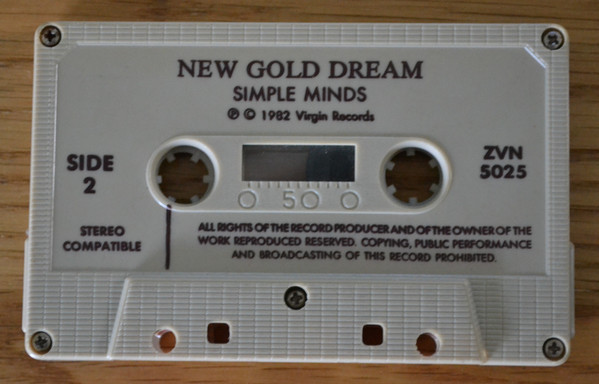 NEW GOLD DREAM
SIMPLE MINDS
℗ © 1982 Virgin Records
SIDE
2
ZVN
5025
0 50 0
STEREO
COMPATIBLE
ALL RIGHTS OF THE RECORD PRODUCER AND OF THE OWNER OF THE
WORK REPRODUCED RESERVED. COPYING, PUBLIC PERFORMANCE
AND BROADCASTING OF THIS RECORD PROHIBITED.